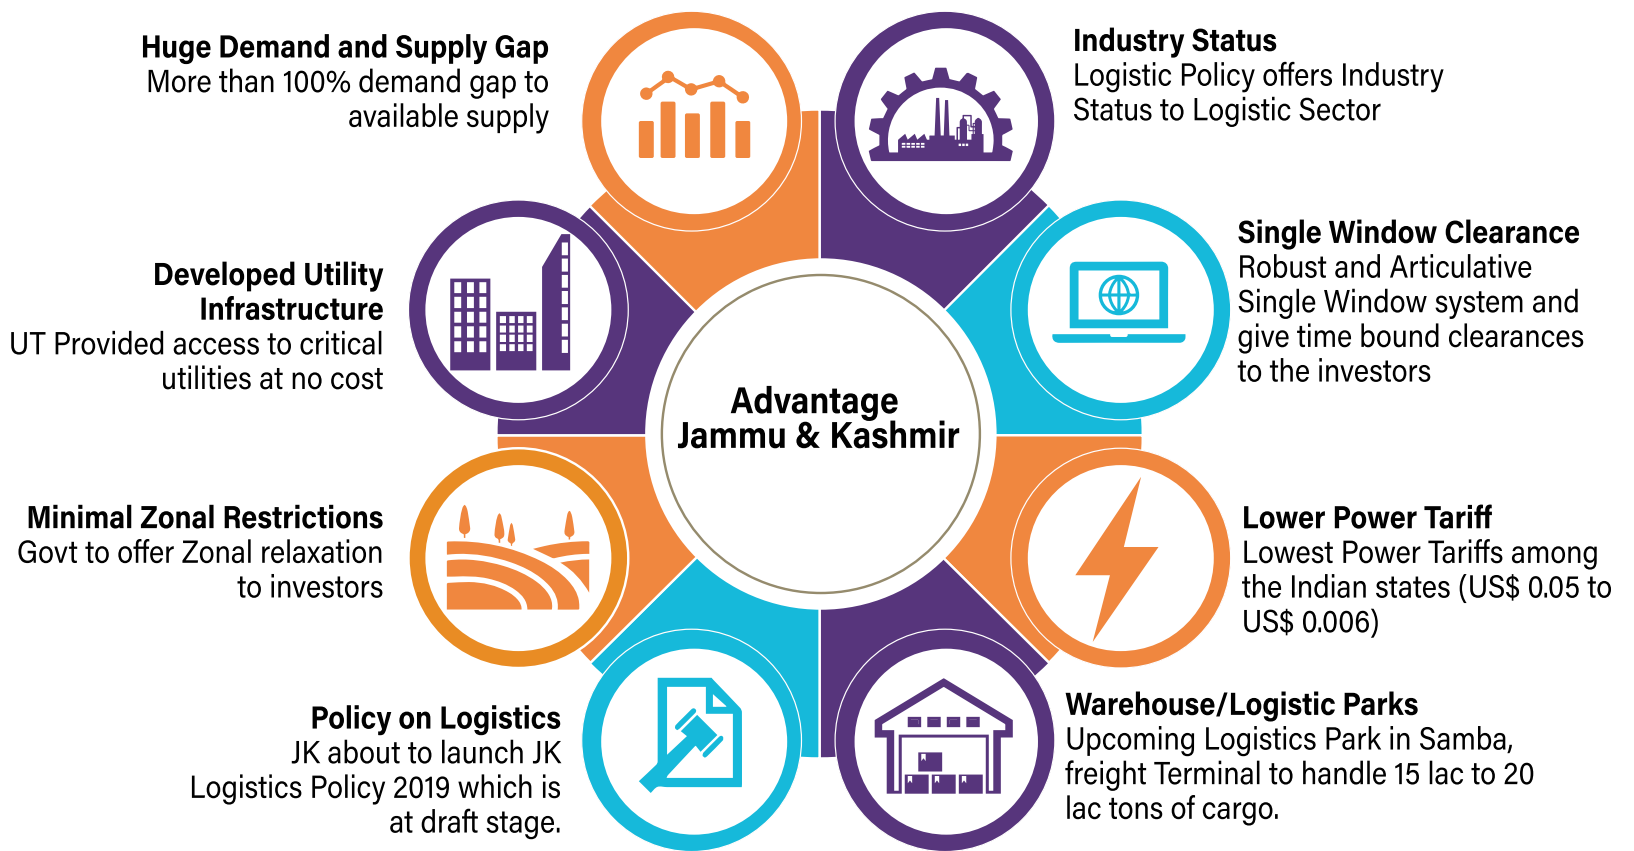 Huge Demand and Supply Gap
More than 100% demand gap to
available supply
Industry Status
Logistic Policy offers Industry
Status to Logistic Sector
Developed Utility
Infrastructure
UT Provided access to critical
utilities at no cost
Single Window Clearance
Robust and Articulative
Single Window system and
give time bound clearances
to the investors
Advantage
Jammu & Kashmir
Minimal Zonal Restrictions
Govt to offer Zonal relaxation
to investors
Lower Power Tariff
Lowest Power Tariffs among
the Indian states (US$ 0.05 to
US$ 0.006)
Policy on Logistics
JK about to launch JK
Logistics Policy 2019 which is
at draft stage.
Warehouse/Logistic Parks
Upcoming Logistics Park in Samba,
freight Terminal to handle 15 lac to 20
lac tons of cargo.